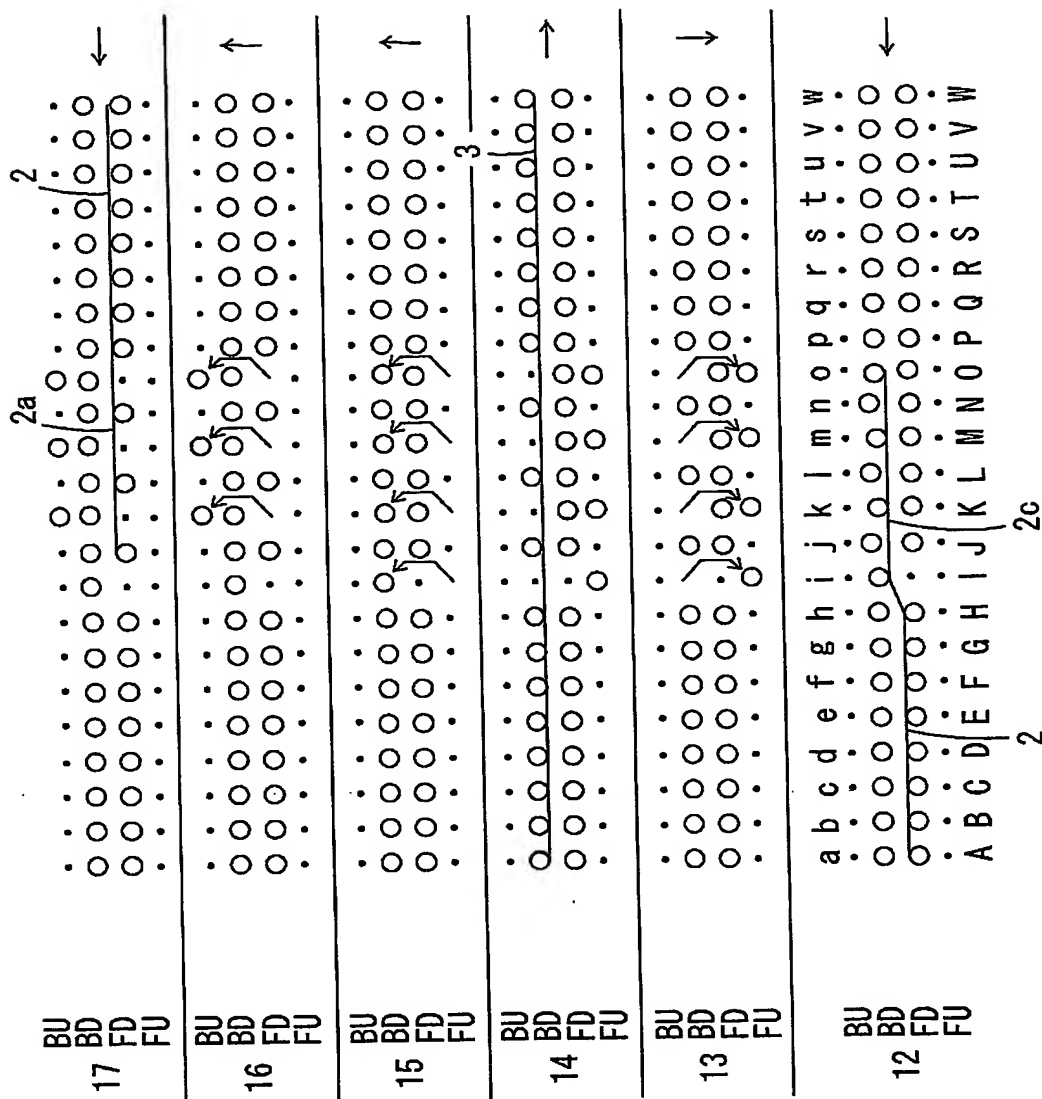 2
2a
BU
BD
FD
FU
17
←
BU
BD
FD
FU
16
↑
BU
BD
FD
FU
15
↑
3
BU
BD
FD
FU
14
→
BU
BD
FD
FU
13
↓
a b c d e f g h i j k l m n o p q r s t u v w
BU
BD
FD
FU
12
←
A B C D E F G H I J K L M N O P Q R S T U V W
2
2c